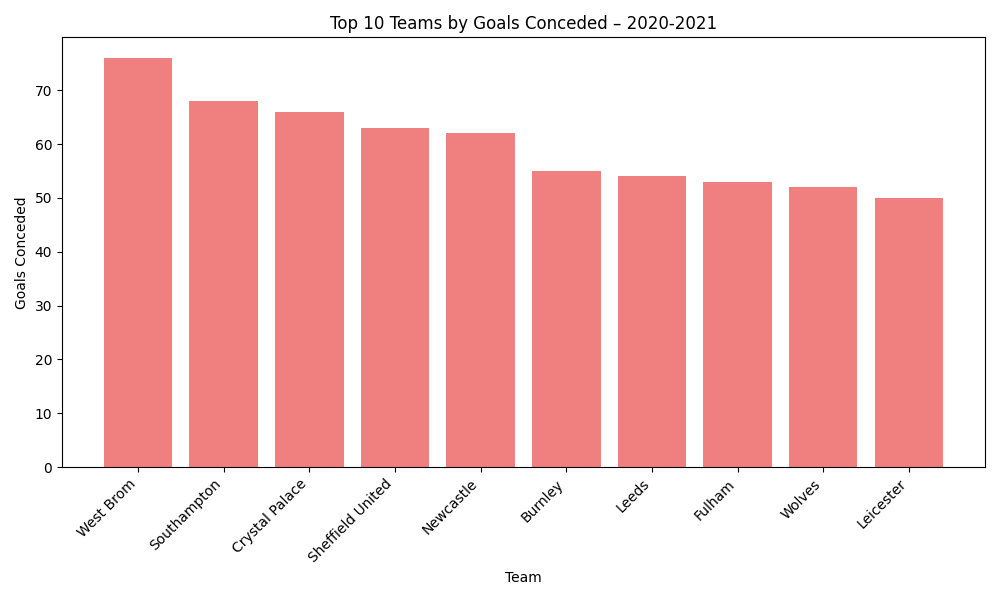 Top 10 Teams by Goals Conceded – 2020-2021
Goals Conceded
70
60
50
40
30
20
10
0
West Brom
Southampton
Crystal Palace
Sheffield United
Newcastle
Burnley
Leeds
Fulham
Wolves
Leicester
Team